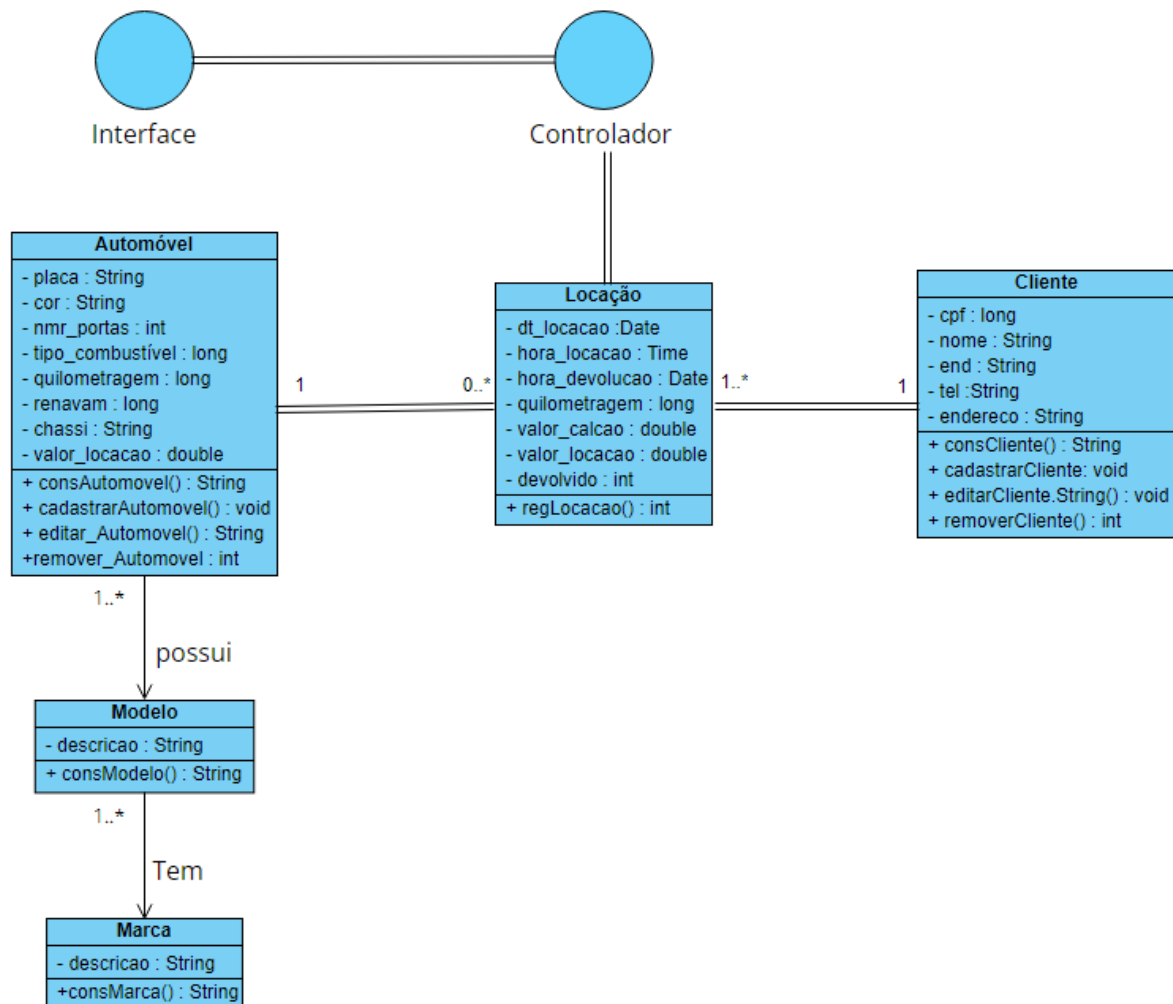 Interface
Controlador
Automóvel
- placa : String
- cor : String
- nmr_portas : int
- tipo_combustível : long
- quilometragem : long
- renavam : long
- chassi : String
- valor_locacao : double
+ consAutomovel() : String
+ cadastrarAutomovel() : void
+ editar_Automovel() : String
+remover_Automovel : int
1
0..*
Locação
- dt_locacao :Date
- hora_locacao : Time
- hora_devolucao : Date
- quilometragem : long
- valor_calcao : double
- valor_locacao : double
- devolvido : int
+ regLocacao() : int
1..*
1
Cliente
- cpf : long
- nome : String
- end : String
- tel :String
- endereco : String
+ consCliente() : String
+ cadastrarCliente: void
+ editarCliente.String() : void
+ removerCliente() : int
1..*
possui
Modelo
- descricao : String
+ consModelo() : String
1..*
Tem
Marca
- descricao : String
+consMarca() : String